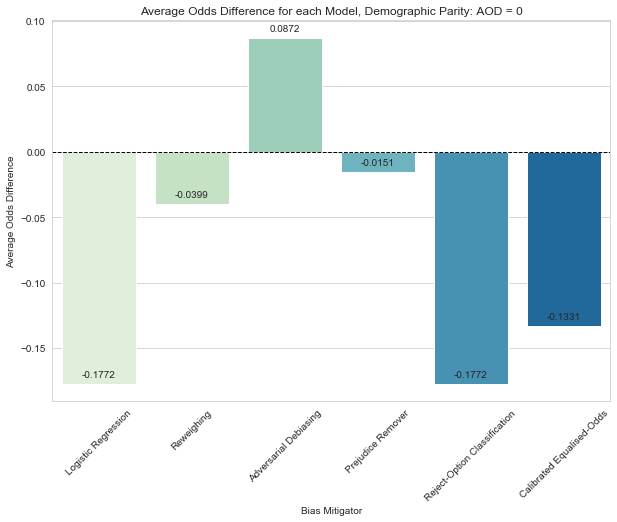 Average Odds Difference for each Model, Demographic Parity: AOD = 0
Average Odds Difference
0.10
0.05
0.00
−0.05
−0.10
−0.15
-0.1772
-0.0399
0.0872
-0.0151
-0.1772
-0.1331
Logistic Regression
Reweighing
Adversarial Debiasing
Prejudice Remover
Reject-Option Classification
Calibrated Equalised-Odds
Bias Mitigator